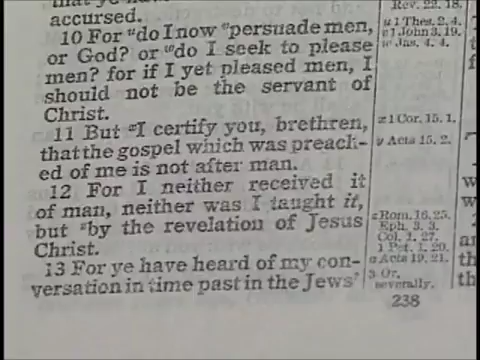 that ye ha
accursed.
10 For ᵘdo I now ᵘpersuade men,
or God? or ʷdo I seek to please
men? for if I yet pleased men, I
should not be the servant of
Christ.
11 But ˣI certify you, brethren,
that the gospel which was preach-
ed of me is not after man.
12 For I neither received it
of man, neither was I taught it,
but ᶻby the revelation of Jesus
Christ.
13 For ye have heard of my con-
versation in time past in the Jews'
Rev. 22. 18.
u 1 Thes. 2. 4.
v 1 John 3. 19.
w Jas. 4. 4.
x 1 Cor. 15. 1.
y Acts 15. 2.
z Rom. 16. 25.
Eph. 3. 3.
Col. 1. 27.
1 Pet. 1. 20.
a Acts 19. 21.
3 Or,
severally.
238